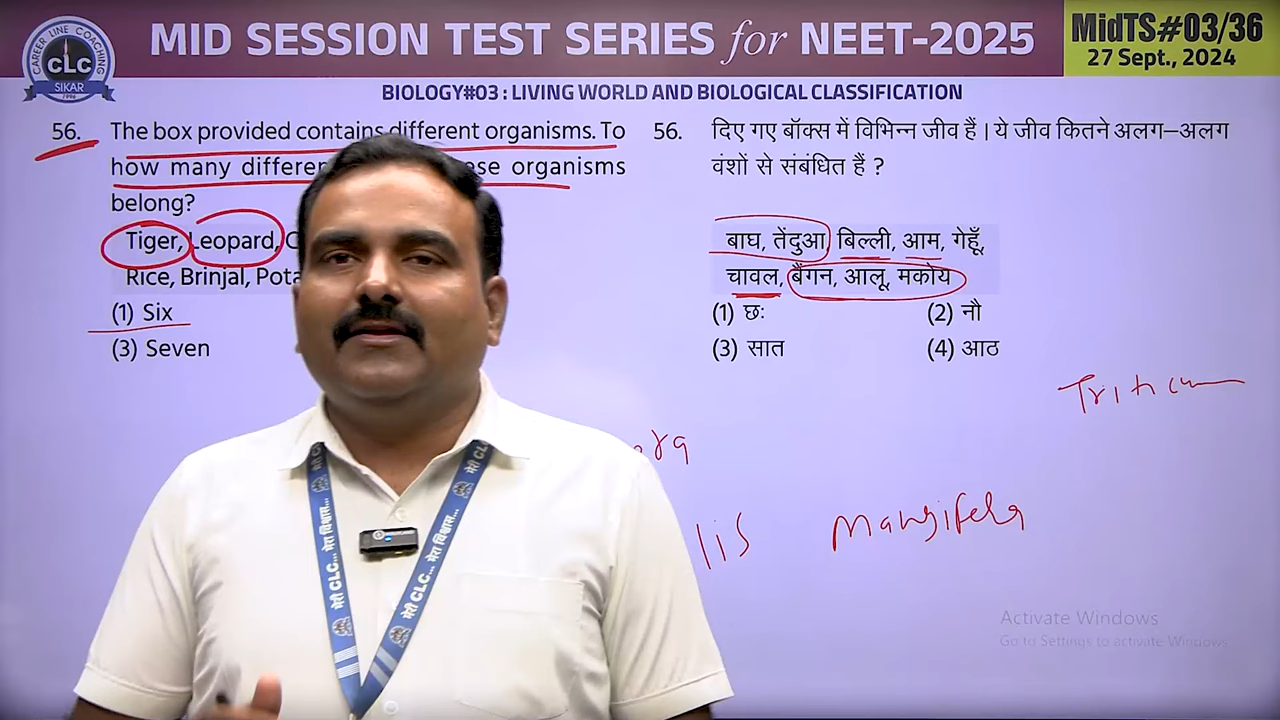 MID SESSION TEST SERIES for NEET-2025
MidTS#03/36
27 Sept., 2024
CAREER LINE COACHING
CLC
SIKAR
1996
BIOLOGY#03 : LIVING WORLD AND BIOLOGICAL CLASSIFICATION
56. The box provided contains different organisms. To
how many organisms
belong?
Tiger, Leopard,
Rice, Brinjal,
(1) Six
(3) Seven
56. दिए गए बॉक्स में विभिन्न जीव हैं। ये जीव कितने अलग–अलग
वंशों से संबंधित हैं ?
बाघ, तेंदुआ, बिल्ली, आम, गेहूँ,
चावल, बैंगन, आलू, मकोय
(1) छः (2) नौ
(3) सात (4) आठ
Triticum
Mangifera
मेरी CLC... मेरा विश्वास...
मेरी CLC... मेरा विश्वास...
Activate Windows
Go to Settings to activate Windows.